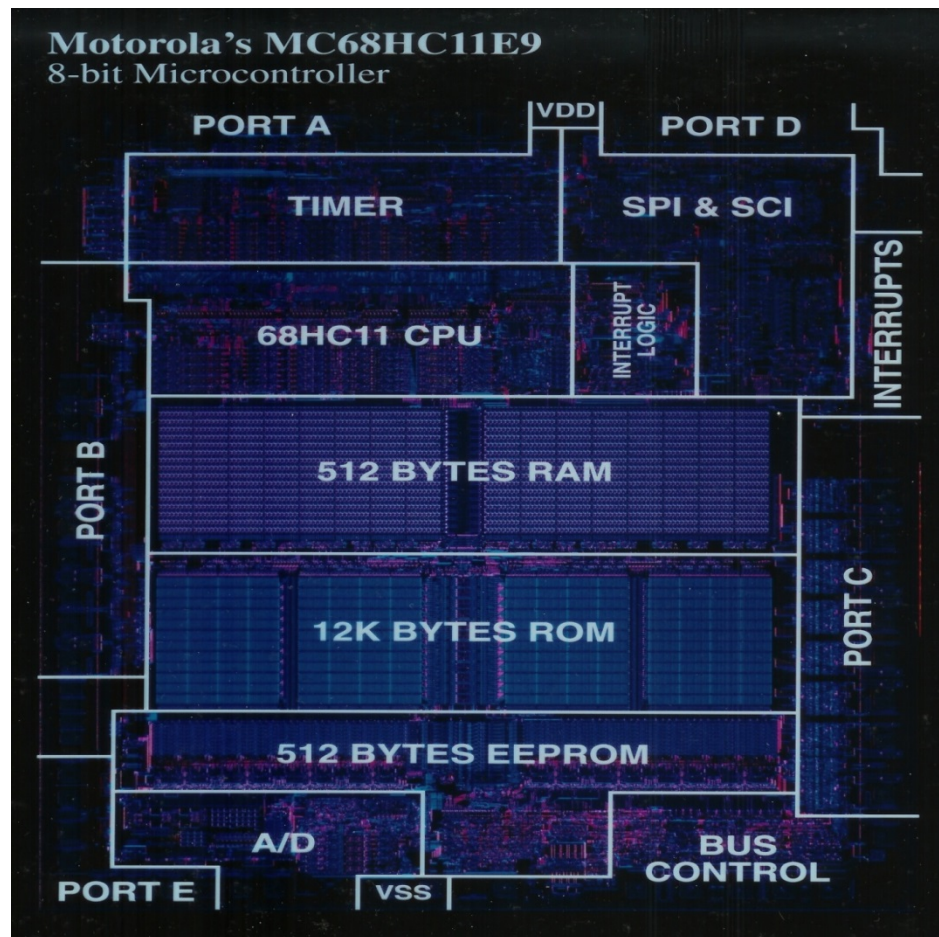 Motorola's MC68HC11E9
8-bit Microcontroller
VDD
PORT A
PORT D
TIMER
SPI & SCI
INTERRUPTS
68HC11 CPU
INTERRUPT
LOGIC
512 BYTES RAM
PORT B
12K BYTES ROM
PORT C
512 BYTES EEPROM
A/D
BUS
CONTROL
PORT E
VSS